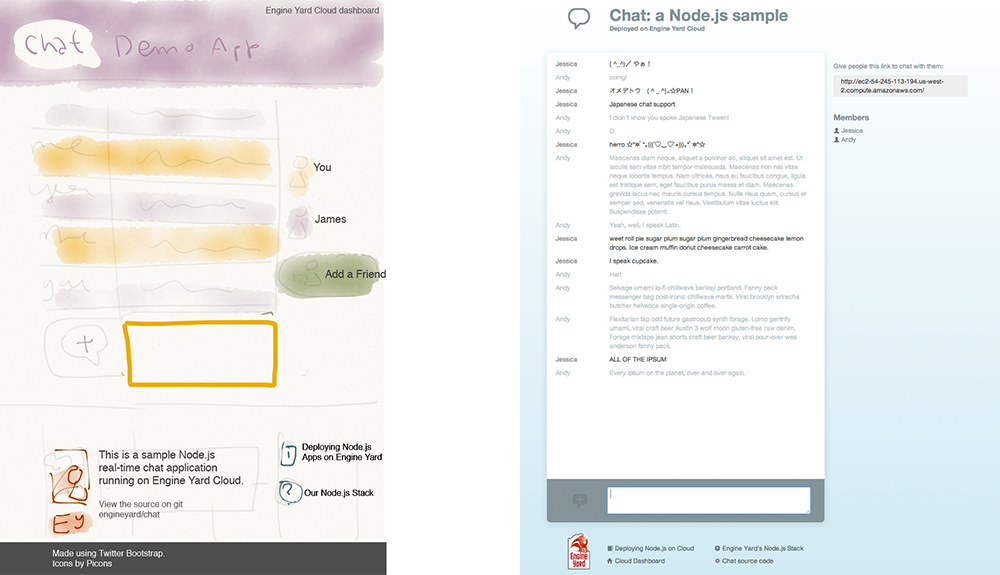 Engine Yard Cloud dashboard
Chat Demo App
me
you
me
you
You
James
Add a Friend
This is a sample Node.js
real-time chat application
running on Engine Yard Cloud.
View the source on git
engineyard/chat
1
Deploying Node.js
Apps on Engine Yard
?
Our Node.js Stack
Ey
Made using Twitter Bootstrap.
Icons by Picons
Chat: a Node.js sample
Deployed on Engine Yard Cloud
Jessica ( ^_^)／ やぁ！
Andy zomg!
Jessica オメデトウ (＾_＾)｡☆PAN！
Jessica Japanese chat support
Andy I didn't know you spoke Japanese Tween!
Andy D:
Jessica herro
Andy Maecenas diam neque, aliquet a pulvinar ac, aliquet sit amet est. Ut
iaculis sem vitae nibh tempor malesuada. Maecenas non nisi vitae
neque lobortis tempus. Nam ultrices, risus eu faucibus congue, ligula
est tristique sem, eget faucibus purus massa et diam. Maecenas
gravida lacus nec mauris cursus tempus. Nulla risus quam, cursus et
semper sed, venenatis vel risus. Vestibulum vitae luctus elit.
Suspendisse potenti.
Andy Yeah, well, I speak Latin.
Jessica weet roll pie sugar plum sugar plum gingerbread cheesecake lemon
drops. Ice cream muffin donut cheesecake carrot cake.
Jessica I speak cupcake.
Andy Har!
Andy Selvage umami lo-fi chillwave banksy portland. Fanny pack
messenger bag post-ironic chillwave marfa. Viral brooklyn sriracha
butcher helvetica single-origin coffee.
Andy Flexitarian fap odd future gastropub synth forage. Lomo gentrify
umami, viral craft beer Austin 3 wolf moon gluten-free raw denim.
Forage mixtape jean shorts craft beer banksy, viral pour-over wes
anderson fanny pack.
Jessica ALL OF THE IPSUM
Andy Every ipsum on the planet, over and over again.
Give people this link to chat with them:
http://ec2-54-245-113-194.us-west-
2.compute.amazonaws.com/
Members
Jessica
Andy
Engine
Yard
Deploying Node.js on Cloud
Engine Yard's Node.js Stack
Cloud Dashboard
Chat source code